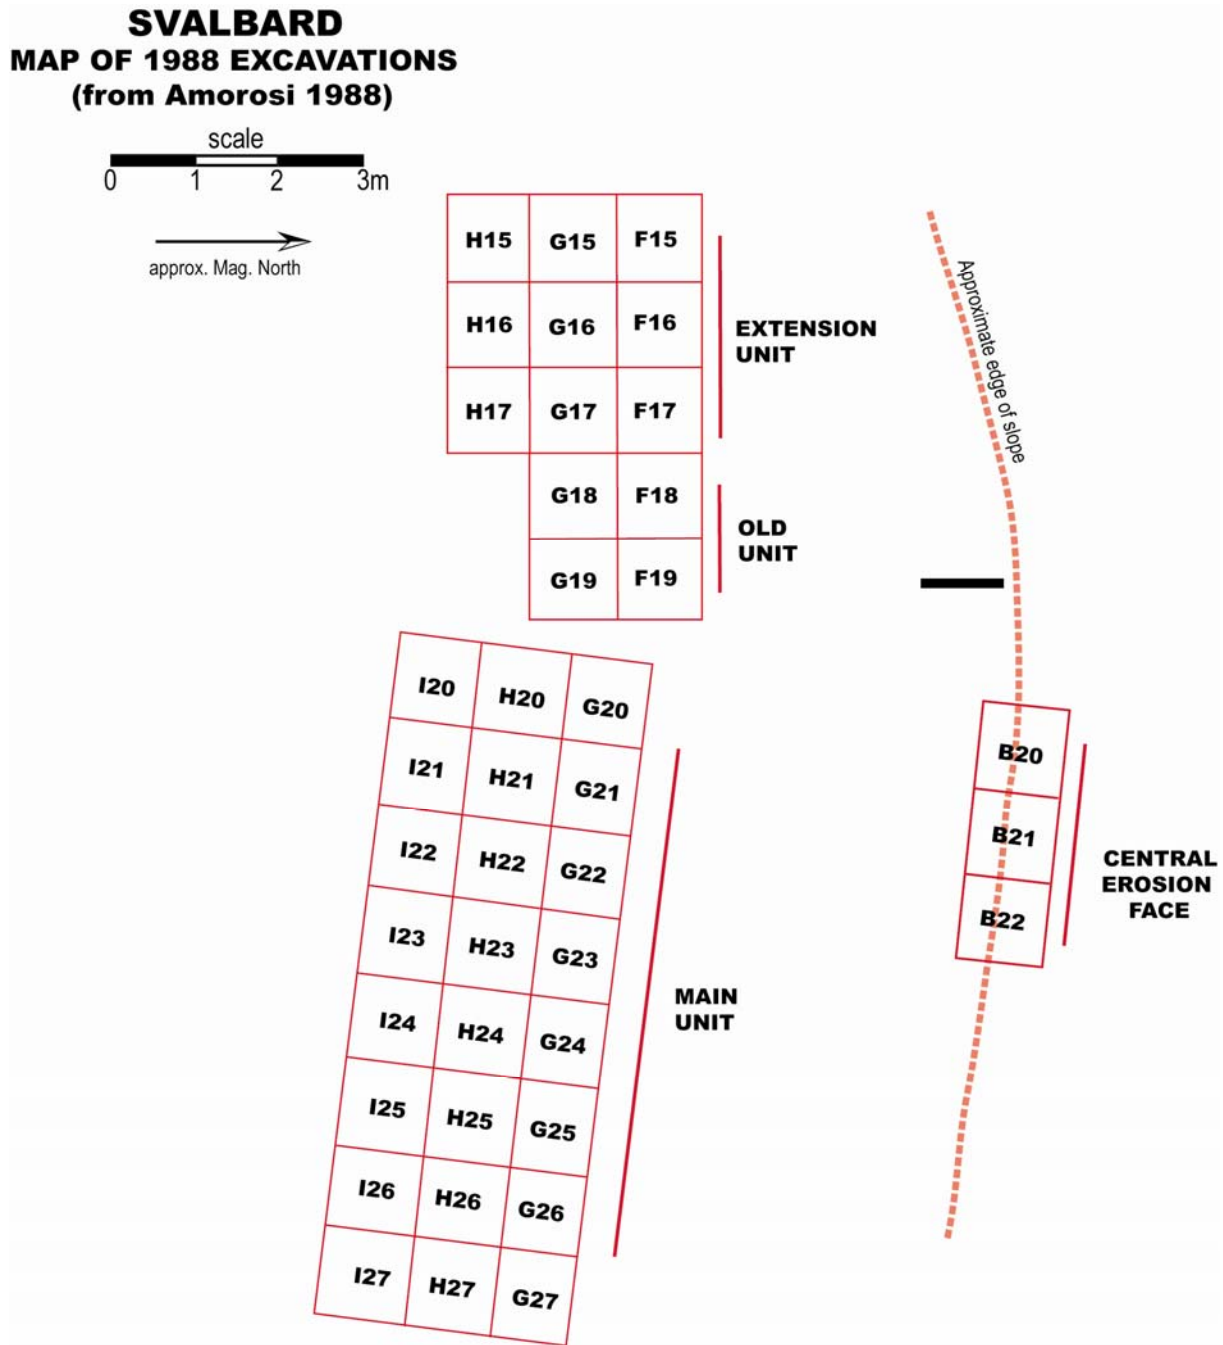 SVALBARD
MAP OF 1988 EXCAVATIONS
(from Amorosi 1988)
scale
0 1 2 3m
approx. Mag. North
H15 G15 F15
H16 G16 F16
H17 G17 F17
EXTENSION
UNIT
Approximate edge of slope
G18 F18
G19 F19
OLD
UNIT
I20 H20 G20
I21 H21 G21
I22 H22 G22
I23 H23 G23
I24 H24 G24
I25 H25 G25
I26 H26 G26
I27 H27 G27
MAIN
UNIT
B20
B21
B22
CENTRAL
EROSION
FACE